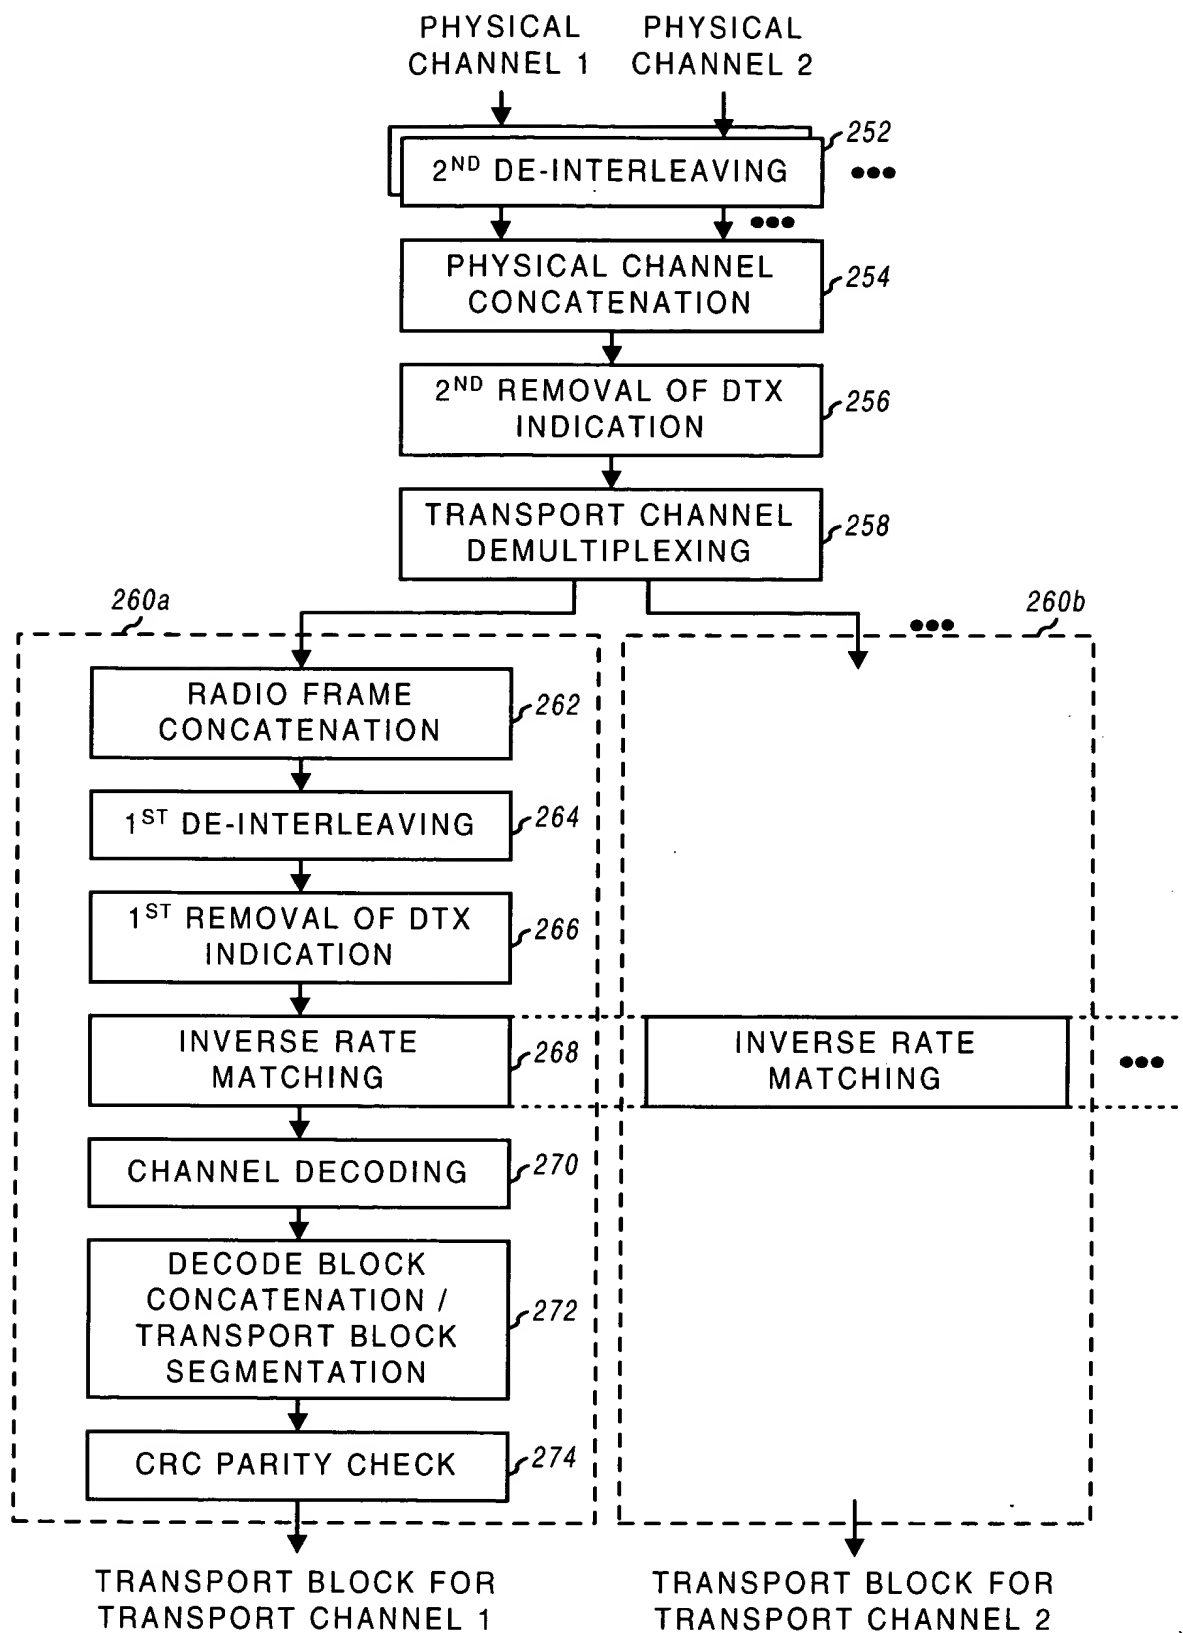 PHYSICAL
CHANNEL 1
PHYSICAL
CHANNEL 2
252
2ND DE-INTERLEAVING
PHYSICAL CHANNEL
CONCATENATION
254
2ND REMOVAL OF DTX
INDICATION
256
TRANSPORT CHANNEL
DEMULTIPLEXING
258
260a
260b
RADIO FRAME
CONCATENATION
262
1ST DE-INTERLEAVING
264
1ST REMOVAL OF DTX
INDICATION
266
INVERSE RATE
MATCHING
268
INVERSE RATE
MATCHING
CHANNEL DECODING
270
DECODE BLOCK
CONCATENATION /
TRANSPORT BLOCK
SEGMENTATION
272
CRC PARITY CHECK
274
TRANSPORT BLOCK FOR
TRANSPORT CHANNEL 1
TRANSPORT BLOCK FOR
TRANSPORT CHANNEL 2